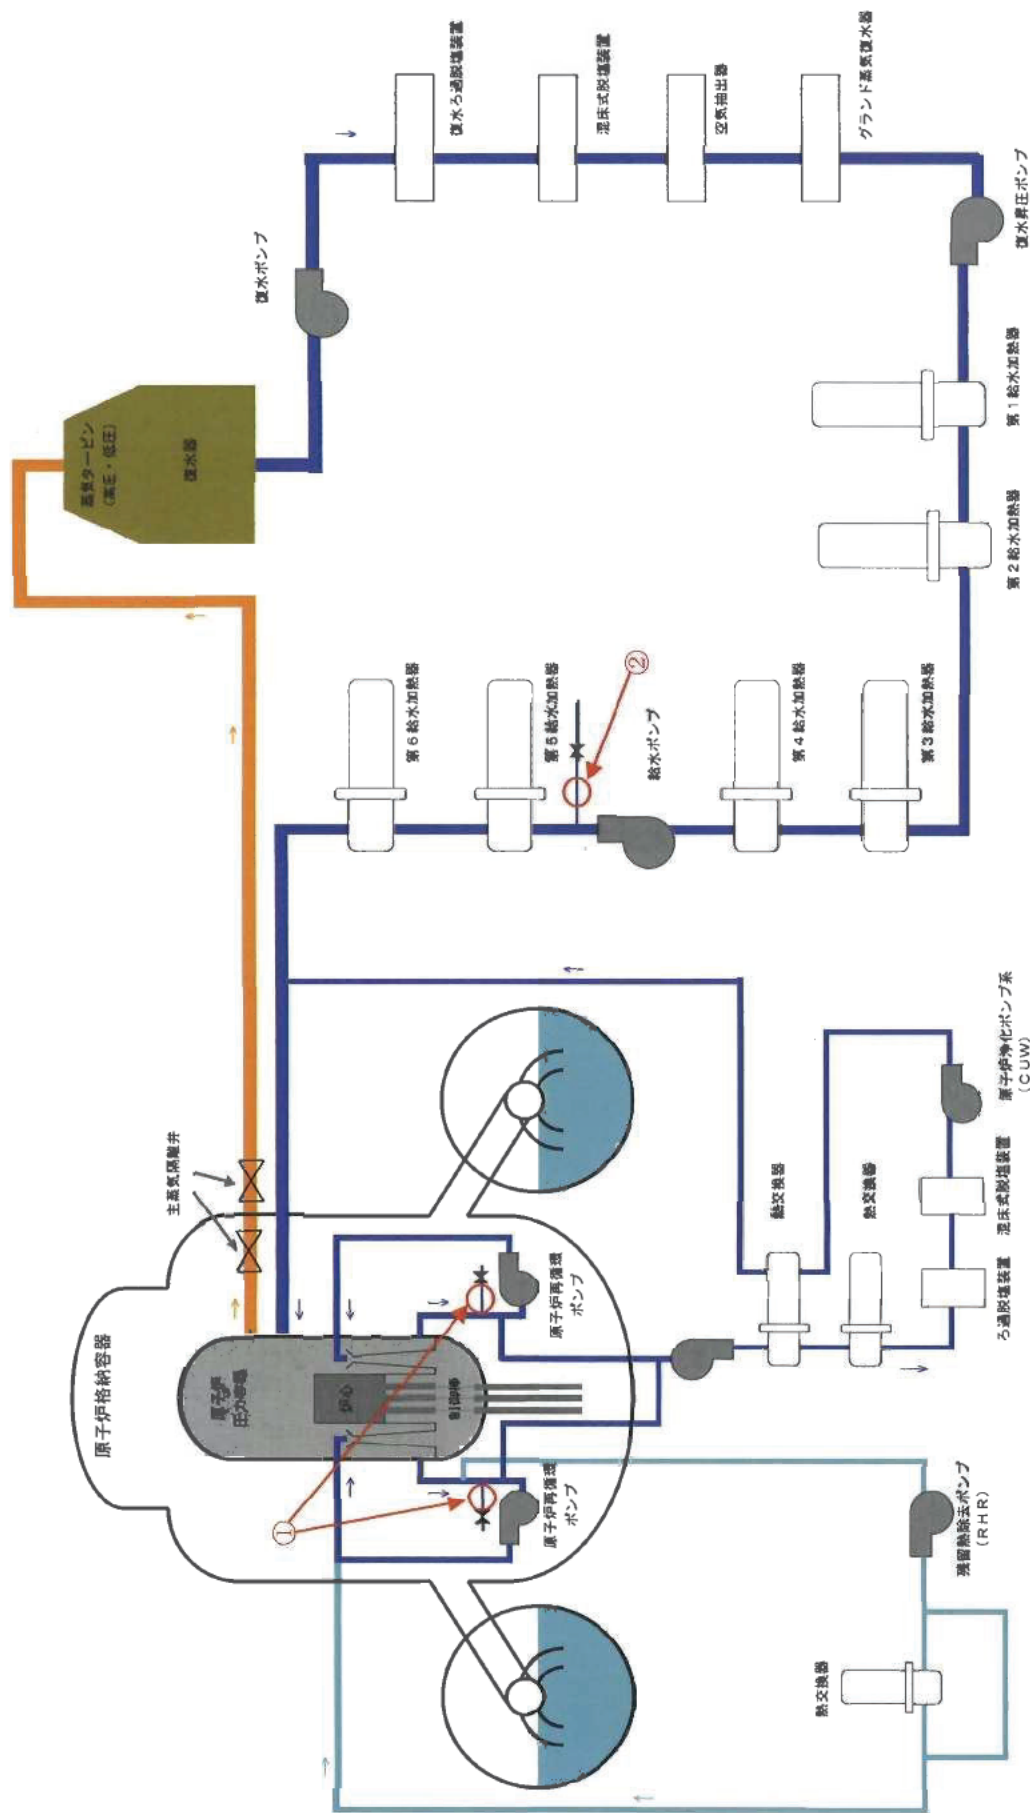 原子炉格納容器
主蒸気隔離弁
原子炉
圧力容器
炉心
制御棒
①
原子炉再循環
ポンプ
原子炉再循環
ポンプ
熱交換器
残留熱除去ポンプ
(RHR)
熱交換器
熱交換器
ろ過脱塩装置
混床式脱塩装置
原子炉浄化ポンプ系
(CUW)
蒸気タービン
(高圧・低圧)
復水器
復水ポンプ
復水ろ過脱塩装置
混床式脱塩装置
空気抽出器
グランド蒸気復水器
復水昇圧ポンプ
第1給水加熱器
第2給水加熱器
第3給水加熱器
第4給水加熱器
給水ポンプ
②
第5給水加熱器
第6給水加熱器